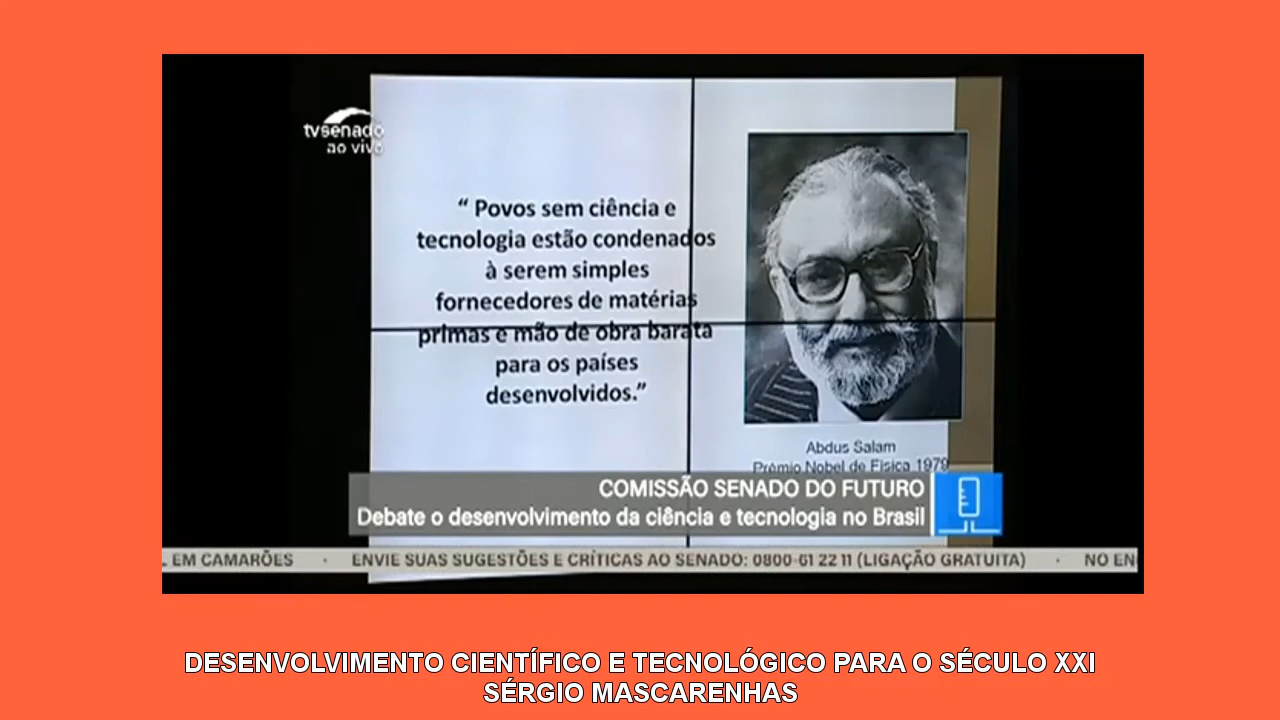 tvsenado
ao vivo
“ Povos sem ciência e
tecnologia estão condenados
à serem simples
fornecedores de matérias
primas e mão de obra barata
para os países
desenvolvidos.”
Abdus Salam
Prêmio Nobel de Física 1979
COMISSÃO SENADO DO FUTURO
Debate o desenvolvimento da ciência e tecnologia no Brasil
EM CAMARÕES · ENVIE SUAS SUGESTÕES E CRÍTICAS AO SENADO: 0800-61 22 11 (LIGAÇÃO GRATUITA) · NO
DESENVOLVIMENTO CIENTÍFICO E TECNOLÓGICO PARA O SÉCULO XXI
SÉRGIO MASCARENHAS